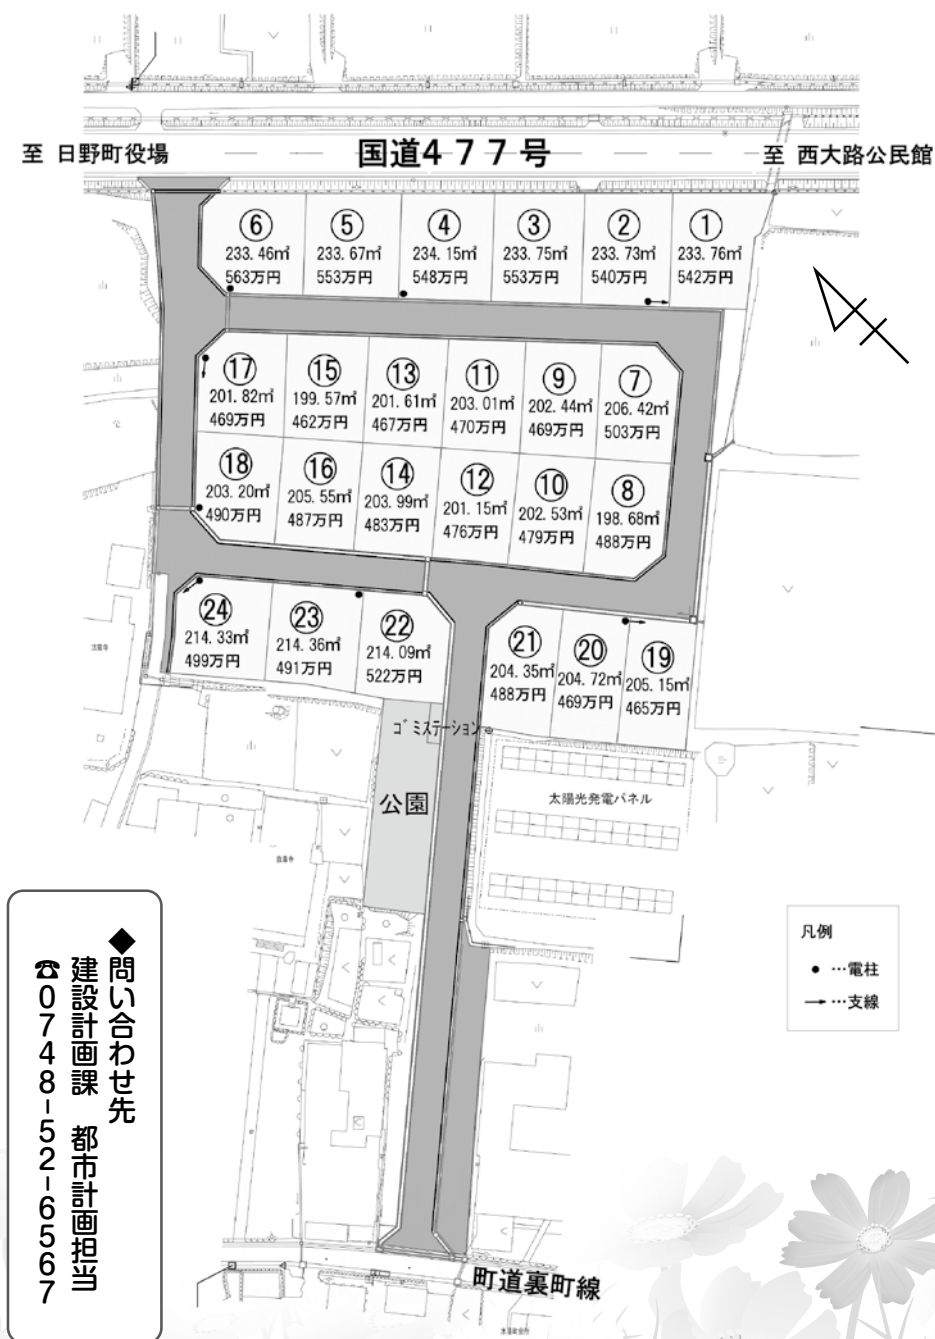 至 日野町役場
国道477号
至 西大路公民館
⑥
233.46㎡
563万円
⑤
233.67㎡
553万円
④
234.15㎡
548万円
③
233.75㎡
553万円
②
233.73㎡
540万円
①
233.76㎡
542万円
⑰
201.82㎡
469万円
⑮
199.57㎡
462万円
⑬
201.61㎡
467万円
⑪
203.01㎡
470万円
⑨
202.44㎡
469万円
⑦
206.42㎡
503万円
⑱
203.20㎡
490万円
⑯
205.55㎡
487万円
⑭
203.99㎡
483万円
⑫
201.15㎡
476万円
⑩
202.53㎡
479万円
⑧
198.68㎡
488万円
㉔
214.33㎡
499万円
㉓
214.36㎡
491万円
㉒
214.09㎡
522万円
㉑
204.35㎡
488万円
⑳
204.72㎡
469万円
⑲
205.15㎡
465万円
ゴミステーション
公園
太陽光発電パネル
凡例
●…電柱
→…支線
◆問い合わせ先
建設計画課 都市計画担当
☎0748-52-6567
町道裏町線